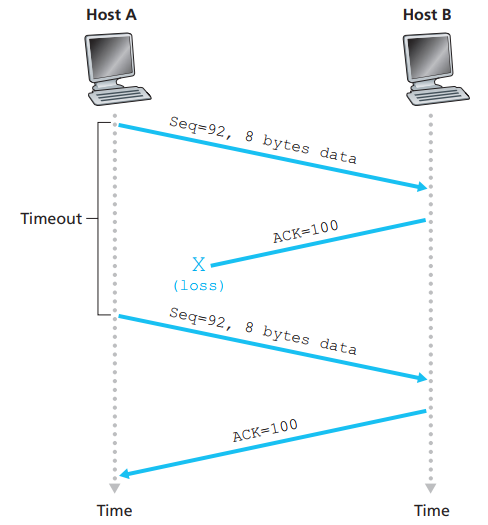 Host A
Host B
Seq=92, 8 bytes data
Timeout
ACK=100
X
(loss)
Seq=92, 8 bytes data
ACK=100
Time
Time